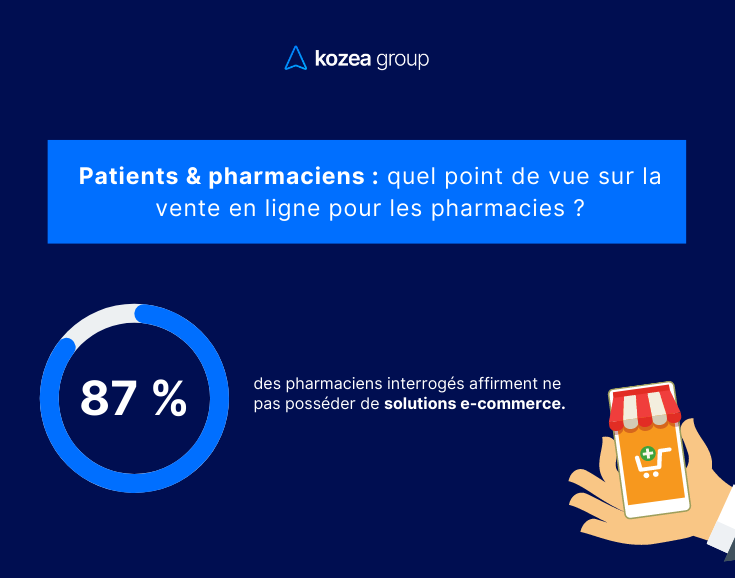 kozea group
Patients & pharmaciens : quel point de vue sur la
vente en ligne pour les pharmacies ?
87 %
des pharmaciens interrogés affirment ne
pas posséder de solutions e-commerce.